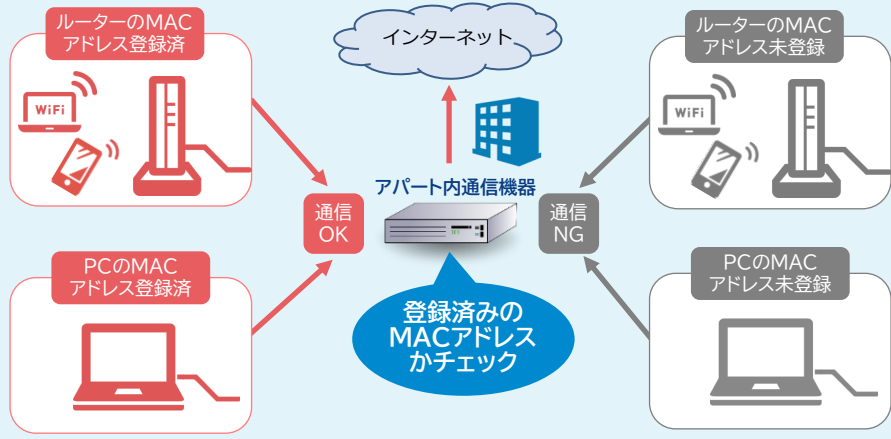 ルーターのMAC
アドレス登録済
WiFi
インターネット
ルーターのMAC
アドレス未登録
WiFi
アパート内通信機器
通信
OK
通信
NG
PCのMAC
アドレス登録済
登録済みの
MACアドレス
かチェック
PCのMAC
アドレス未登録